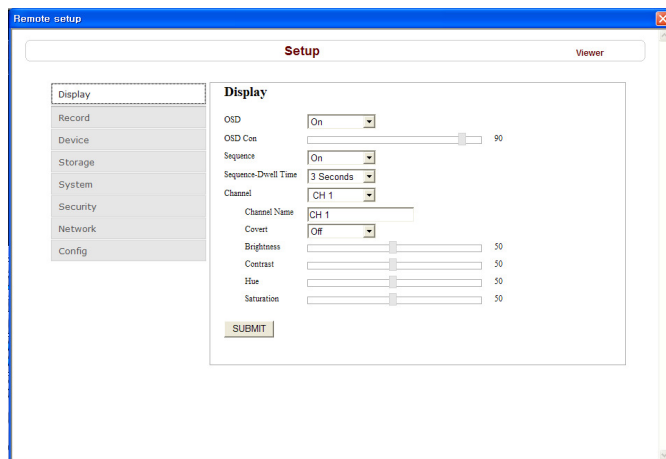 Remote setup
Setup
Viewer
Display
Record
Device
Storage
System
Security
Network
Config
Display
OSD On
OSD Con 90
Sequence On
Sequence-Dwell Time 3 Seconds
Channel CH 1
Channel Name CH 1
Covert Off
Brightness 50
Contrast 50
Hue 50
Saturation 50
SUBMIT